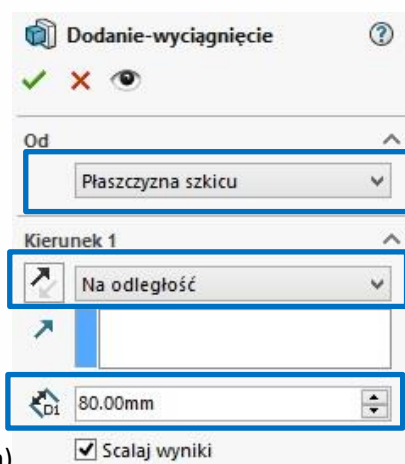 Dodanie-wyciągnięcie
Od
Płaszczyzna szkicu
Kierunek 1
Na odległość
D1 80.00mm
Scalaj wyniki